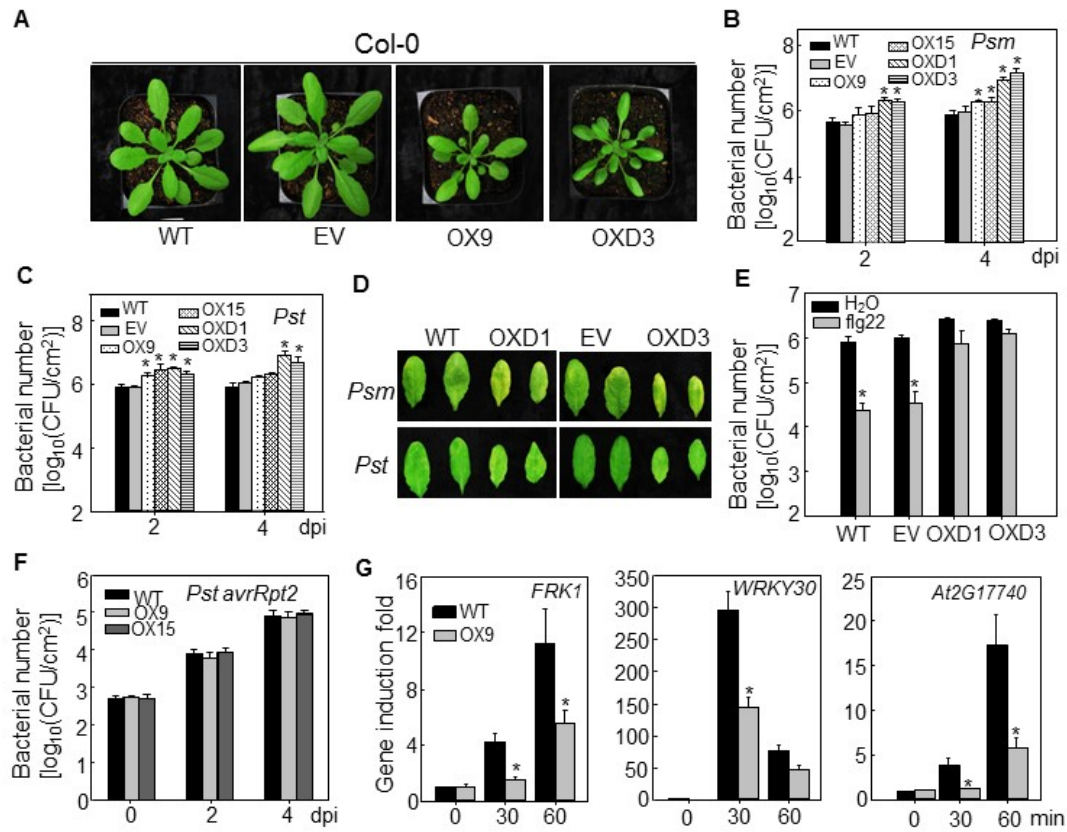 A
Col-0
WT EV OX9 OXD3
B
Bacterial number
[log10(CFU/cm2)]
8
6
4
2
WT
EV
OX9
OX15
OXD1
OXD3
Psm
* * * * * *
2 4 dpi
C
Bacterial number
[log10(CFU/cm2)]
8
6
4
2
WT
EV
OX9
OX15
OXD1
OXD3
Pst
* * * * * *
2 4 dpi
D
WT OXD1 EV OXD3
Psm
Pst
E
Bacterial number
[log10(CFU/cm2)]
7
6
5
4
3
2
H2O
flg22
* *
WT EV OXD1 OXD3
F
Bacterial number
[log10(CFU/cm2)]
6
5
4
3
2
1
0
WT
OX9
OX15
Pst avrRpt2
0 2 4 dpi
G
Gene induction fold
16
12
8
4
0
FRK1
WT
OX9
* *
0 30 60
350
300
250
200
150
100
50
0
WRKY30
*
0 30 60
25
20
15
10
5
0
At2G17740
* *
0 30 60 min